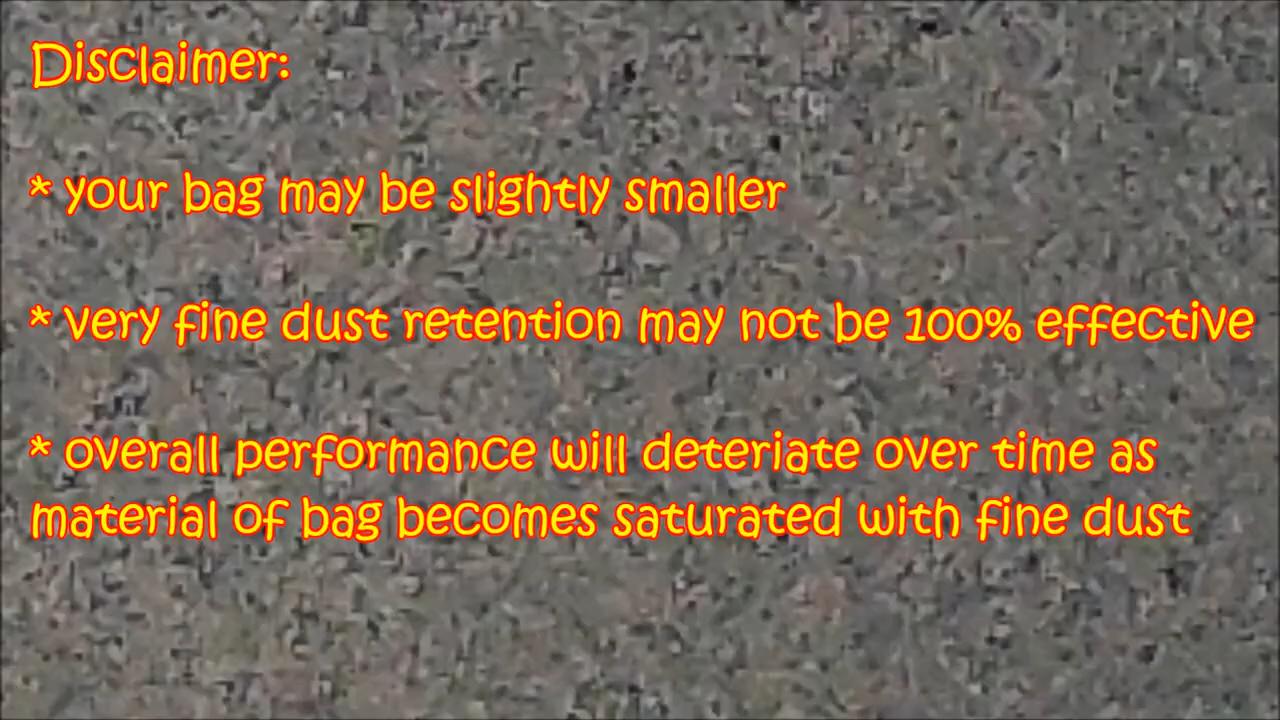 Disclaimer:
* your bag may be slightly smaller
* very fine dust retention may not be 100% effective
* overall performance will deteriate over time as
material of bag becomes saturated with fine dust